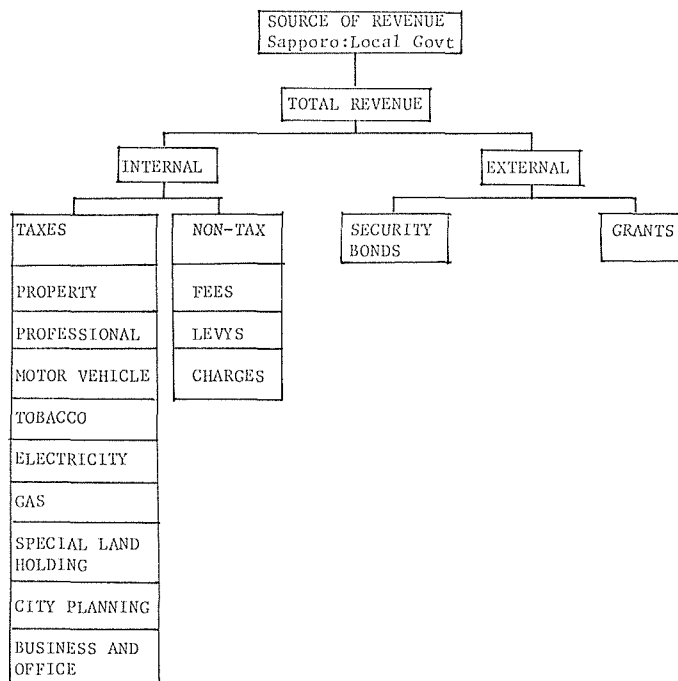 SOURCE OF REVENUE
Sapporo:Local Govt
TOTAL REVENUE
INTERNAL
EXTERNAL
TAXES
PROPERTY
PROFESSIONAL
MOTOR VEHICLE
TOBACCO
ELECTRICITY
GAS
SPECIAL LAND
HOLDING
CITY PLANNING
BUSINESS AND
OFFICE
NON-TAX
FEES
LEVYS
CHARGES
SECURITY
BONDS
GRANTS